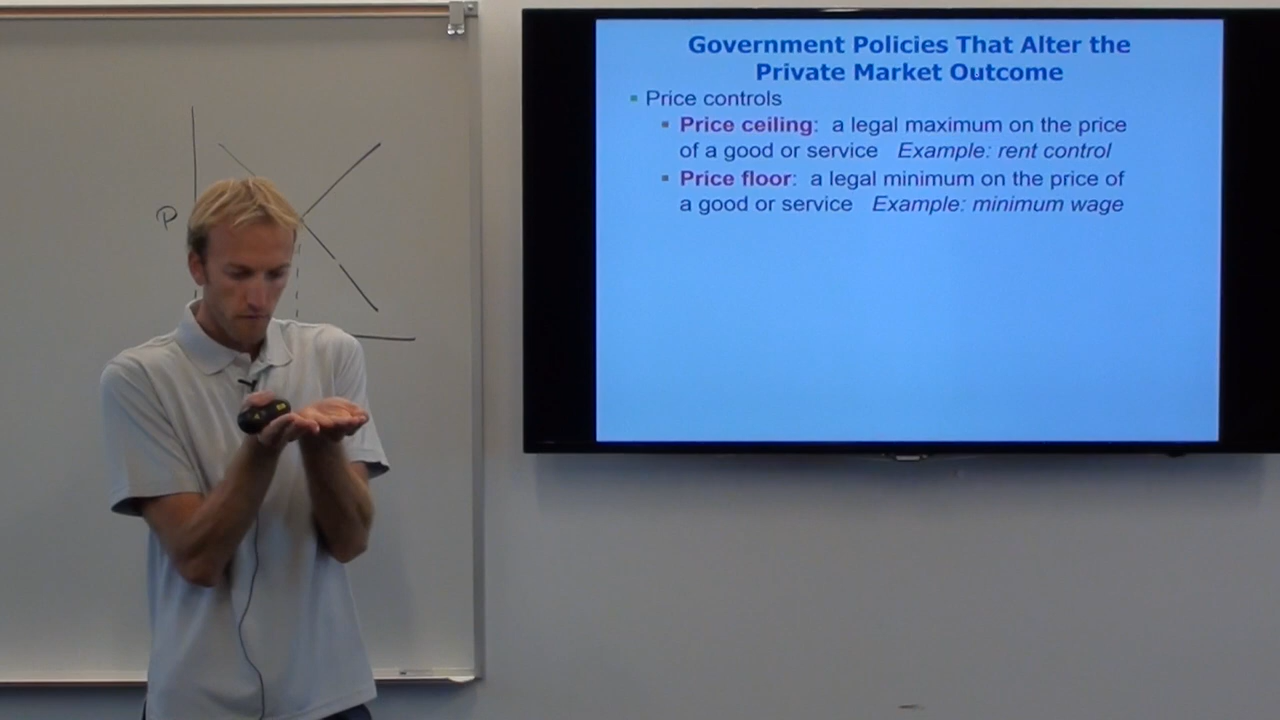 P
Government Policies That Alter the
Private Market Outcome
Price controls
Price ceiling: a legal maximum on the price
of a good or service Example: rent control
Price floor: a legal minimum on the price of
a good or service Example: minimum wage